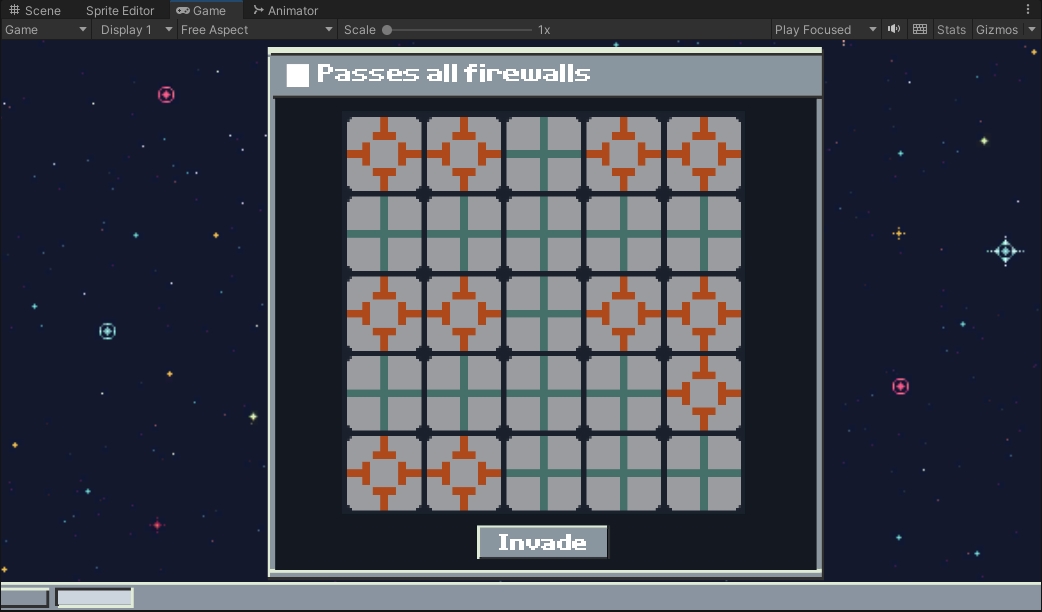 Scene Sprite Editor Game Animator
Game Display 1 Free Aspect Scale 1x Play Focused Stats Gizmos
Passes all firewalls
Invade